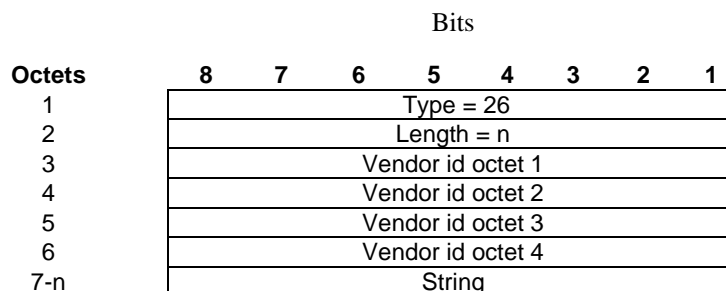 Bits
Octets 8 7 6 5 4 3 2 1
1 Type = 26
2 Length = n
3 Vendor id octet 1
4 Vendor id octet 2
5 Vendor id octet 3
6 Vendor id octet 4
7-n String